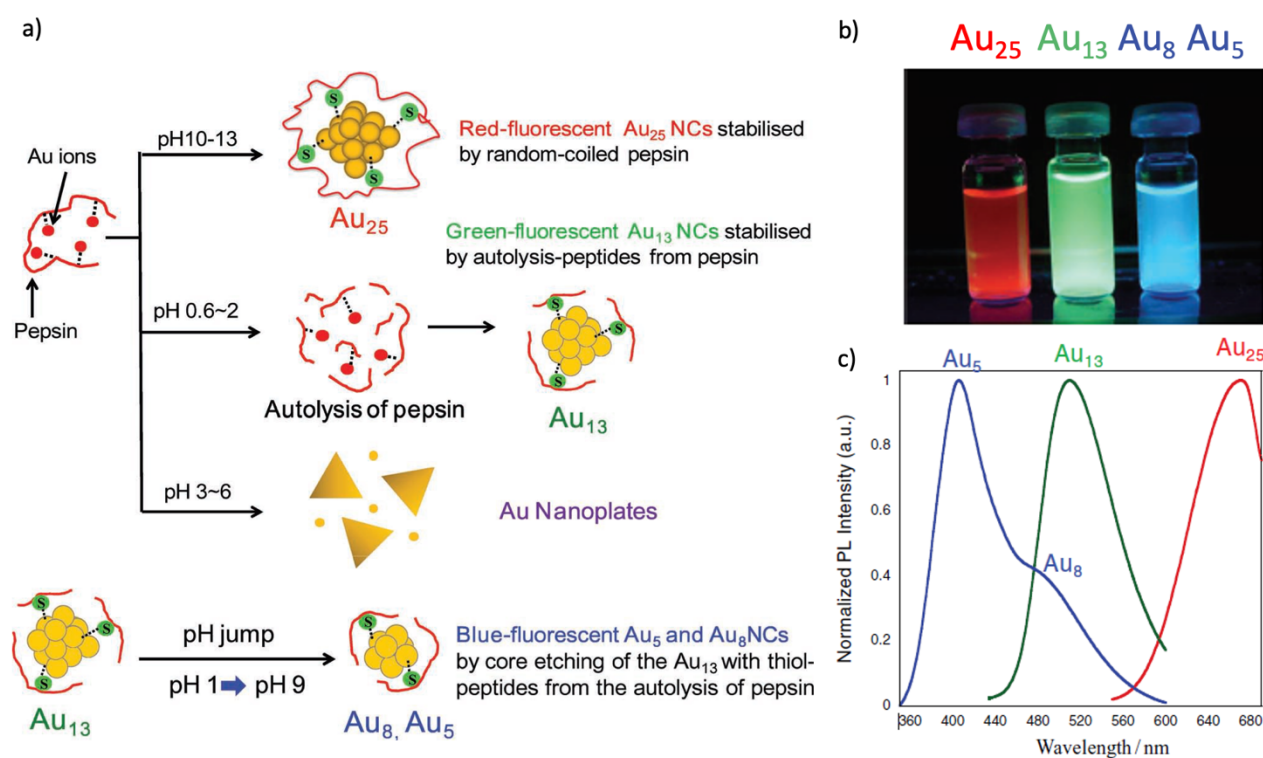 a)
Au ions
Pepsin
pH10-13
S
S
S
S
Au₂₅
Red-fluorescent Au₂₅ NCs stabilised
by random-coiled pepsin
Green-fluorescent Au₁₃ NCs stabilised
by autolysis-peptides from pepsin
pH 0.6~2
Autolysis of pepsin
S
S
S
Au₁₃
pH 3~6
Au Nanoplates
S
S
S
Au₁₃
pH jump
pH 1 pH 9
S
S
Au₈, Au₅
Blue-fluorescent Au₅ and Au₈NCs
by core etching of the Au₁₃ with thiol-
peptides from the autolysis of pepsin
b)
Au₂₅ Au₁₃ Au₈ Au₅
c)
Au₅
Au₁₃
Au₂₅
Au₈
Normalized PL Intensity (a.u.)
1
0.8
0.6
0.4
0.2
0
360 400 440 480 520 560 600 640 680
Wavelength / nm